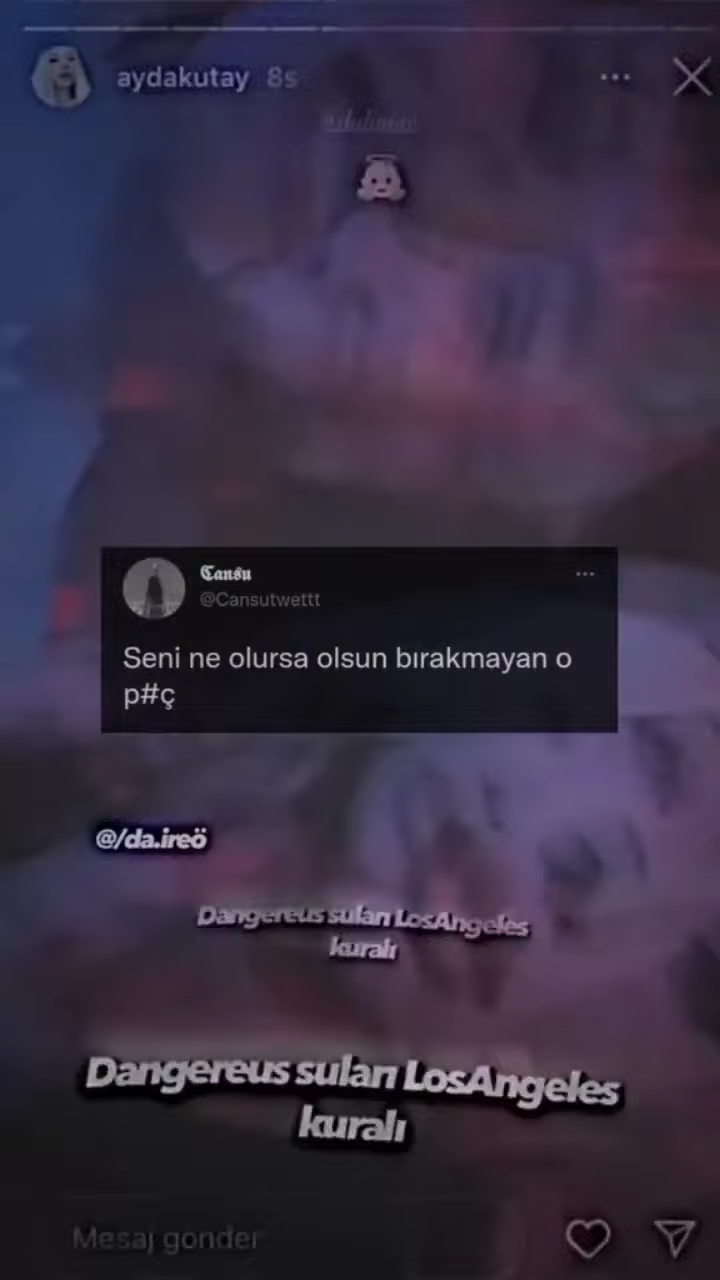 aydakutay 8s
Cansu
@Cansutwettt
Seni ne olursa olsun bırakmayan o
p#ç
@/da.ireö
Dangereus suları LosAngeles
kuralı
Dangereus suları LosAngeles
kuralı
Mesaj gönder